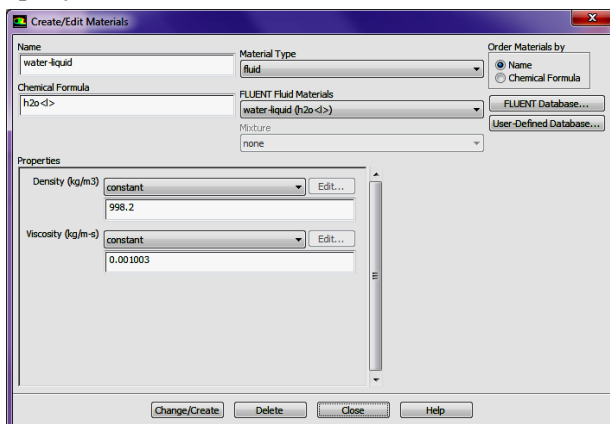 Create/Edit Materials
Name
water-liquid
Chemical Formula
h2o<l>
Material Type
fluid
FLUENT Fluid Materials
water-liquid (h2o<l>)
Mixture
none
Order Materials by
Name
Chemical Formula
FLUENT Database...
User-Defined Database...
Properties
Density (kg/m3) constant Edit...
998.2
Viscosity (kg/m-s) constant Edit...
0.001003
Change/Create Delete Close Help